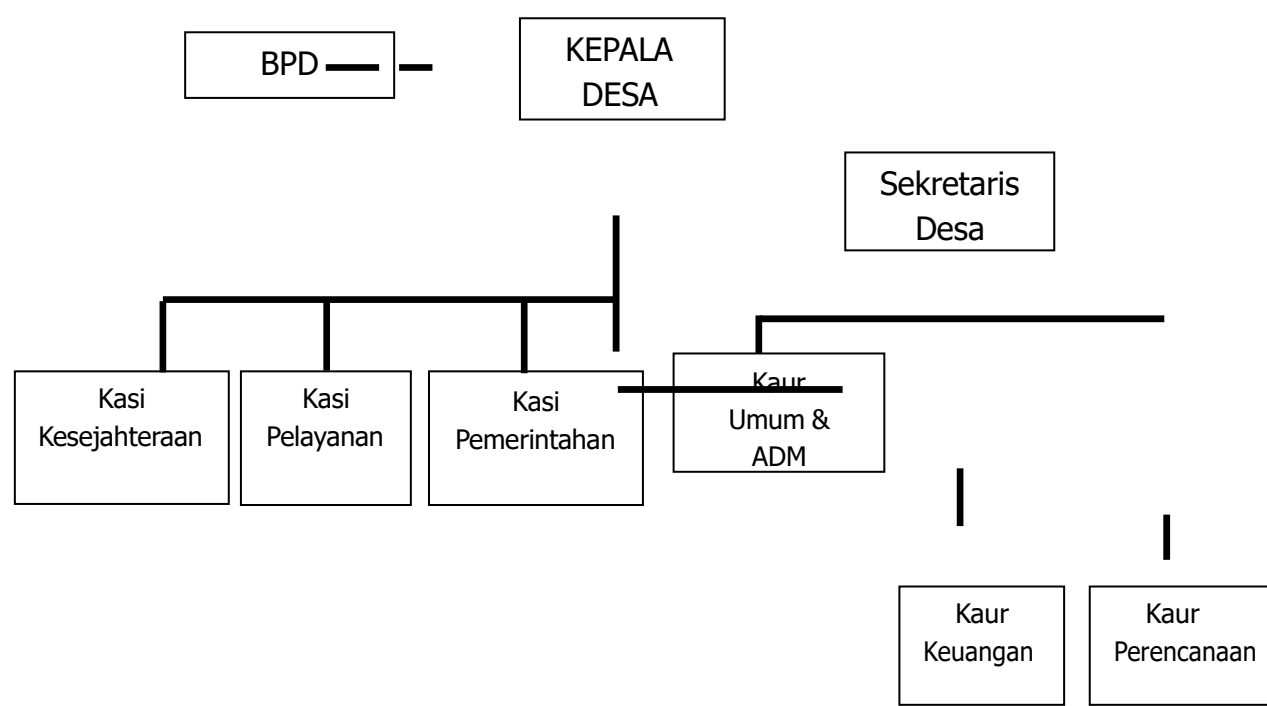 BPD
KEPALA
DESA
Sekretaris
Desa
Kasi
Kesejahteraan
Kasi
Pelayanan
Kasi
Pemerintahan
Kaur
Umum &
ADM
Kaur
Keuangan
Kaur
Perencanaan